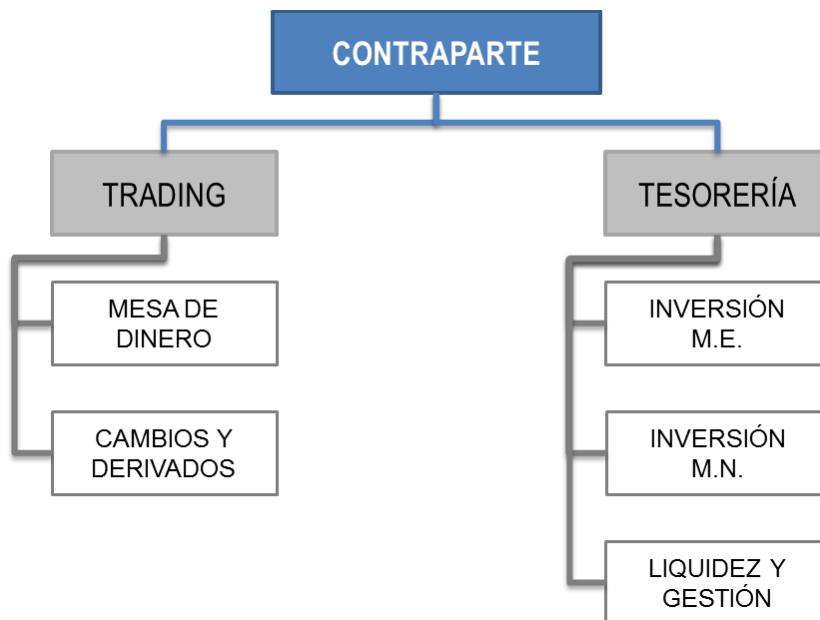 CONTRAPARTE
TRADING
MESA DE
DINERO
CAMBIOS Y
DERIVADOS
TESORERÍA
INVERSIÓN
M.E.
INVERSIÓN
M.N.
LIQUIDEZ Y
GESTIÓN